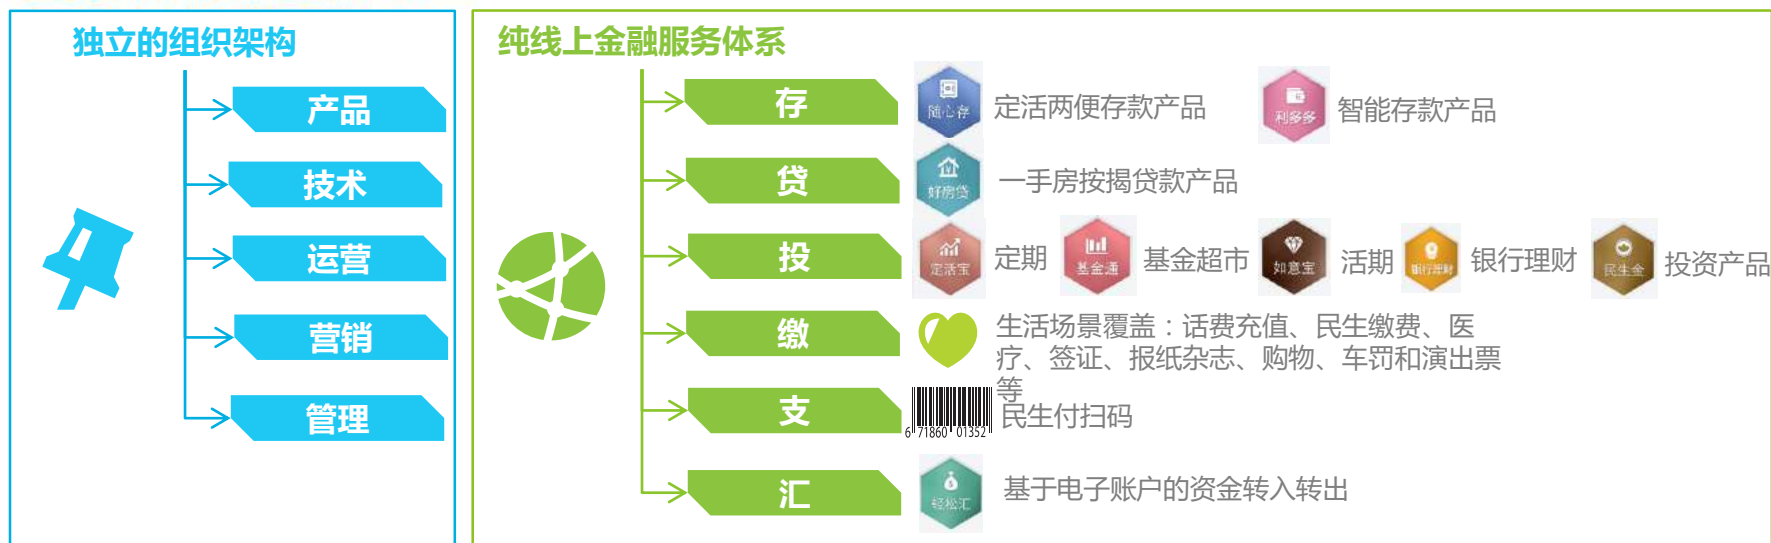 独立的组织架构
产品
技术
运营
营销
管理
纯线上金融服务体系
存
随心存
定活两便存款产品
利多多
智能存款产品
贷
好房贷
一手房按揭贷款产品
投
定活宝
定期
基金通
基金超市
如意宝
活期
银行理财
银行理财
民生金
投资产品
缴
生活场景覆盖：话费充值、民生缴费、医
疗、签证、报纸杂志、购物、车罚和演出票
等
支
6 71860 01352
民生付扫码
汇
轻松汇
基于电子账户的资金转入转出